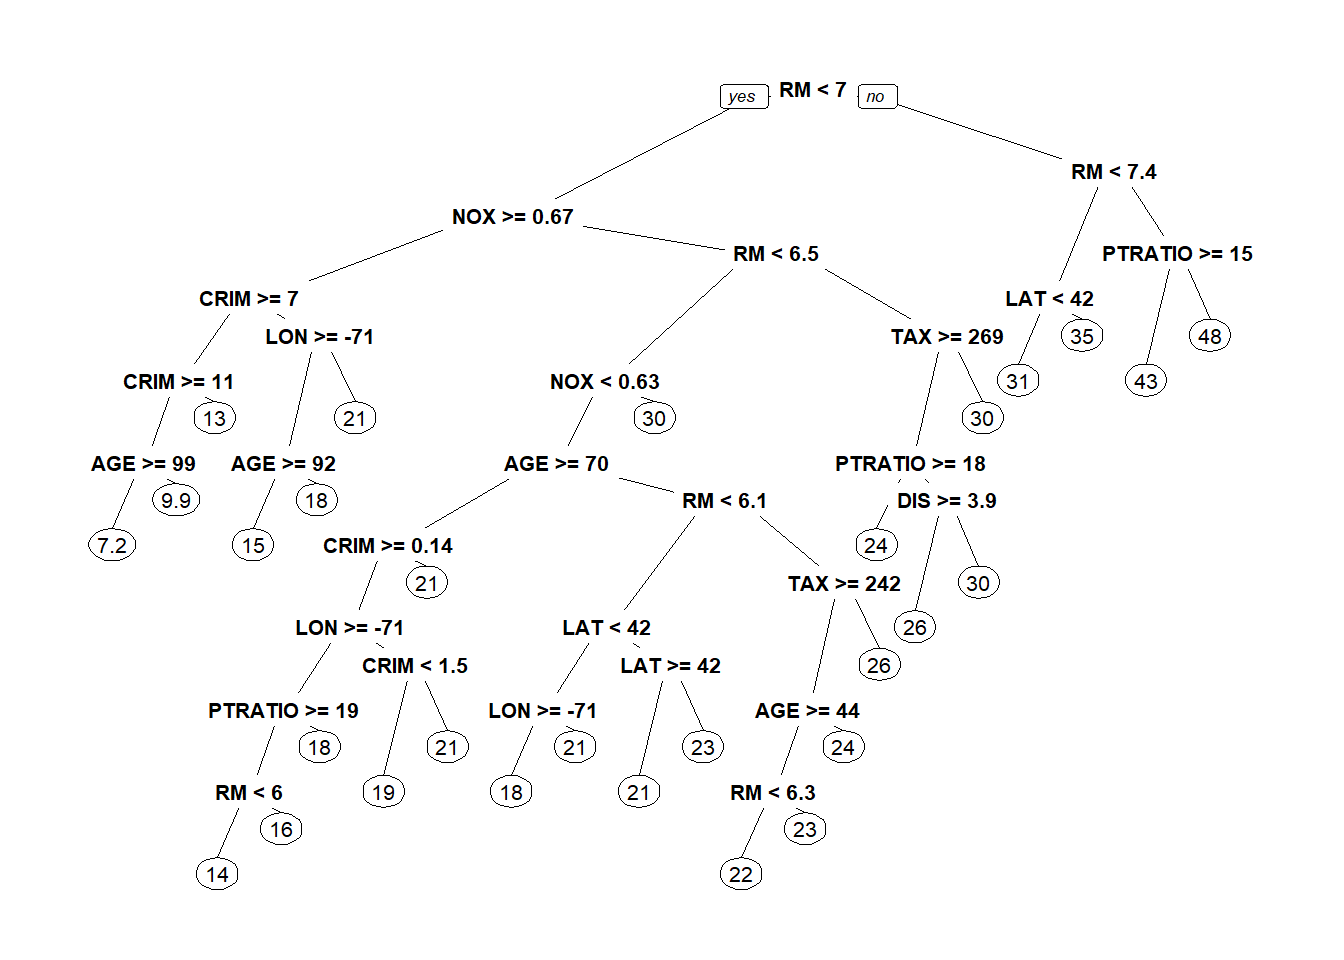 yes RM < 7 no
RM < 7.4
NOX >= 0.67
RM < 6.5
PTRATIO >= 15
CRIM >= 7
LAT < 42
LON >= -71
TAX >= 269
35
48
CRIM >= 11
NOX < 0.63
31
43
13
21
30
30
AGE >= 99
AGE >= 92
AGE >= 70
PTRATIO >= 18
9.9
18
RM < 6.1
DIS >= 3.9
7.2
15
CRIM >= 0.14
24
21
TAX >= 242
30
LON >= -71
LAT < 42
26
CRIM < 1.5
LAT >= 42
26
PTRATIO >= 19
LON >= -71
AGE >= 44
18
21
21
23
24
RM < 6
19
18
21
RM < 6.3
16
23
14
22